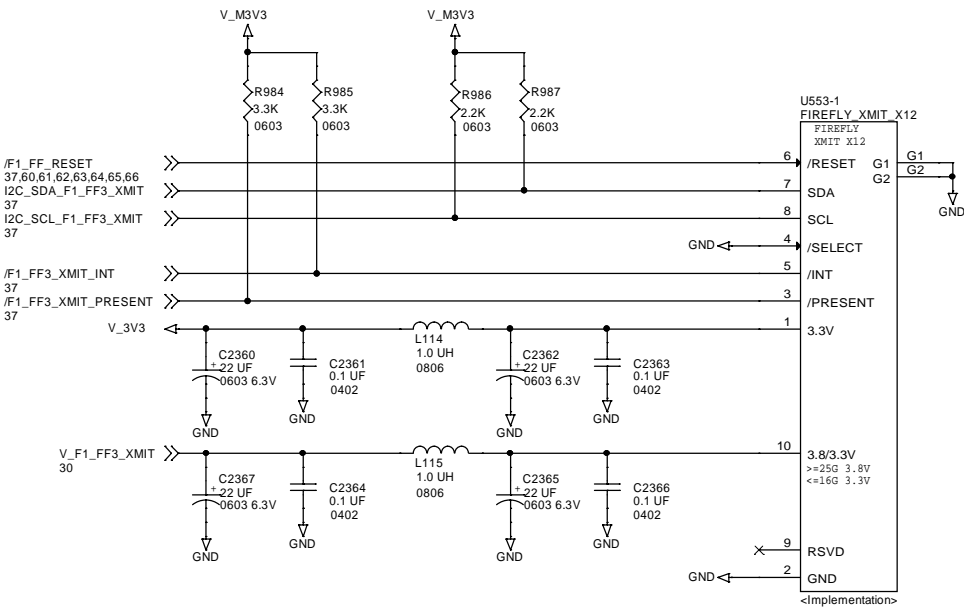 V_M3V3
V_M3V3
R984
3.3K
0603
R985
3.3K
0603
R986
2.2K
0603
R987
2.2K
0603
U553-1
FIREFLY_XMIT_X12
FIREFLY
XMIT X12
/F1_FF_RESET
37,60,61,62,63,64,65,66
I2C_SDA_F1_FF3_XMIT
37
I2C_SCL_F1_FF3_XMIT
37
6
/RESET
G1
G1
G2
G2
GND
7
SDA
8
SCL
GND
4
/SELECT
/F1_FF3_XMIT_INT
37
5
/INT
/F1_FF3_XMIT_PRESENT
37
3
/PRESENT
V_3V3
1
3.3V
L114
1.0 UH
0806
C2360
+
22 UF
0603 6.3V
GND
C2361
0.1 UF
0402
GND
C2362
+
22 UF
0603 6.3V
GND
C2363
0.1 UF
0402
GND
V_F1_FF3_XMIT
30
10
3.8/3.3V
>=25G 3.8V
<=16G 3.3V
L115
1.0 UH
0806
C2367
+
22 UF
0603 6.3V
GND
C2364
0.1 UF
0402
GND
C2365
+
22 UF
0603 6.3V
GND
C2366
0.1 UF
0402
GND
9
RSVD
GND
2
GND
<Implementation>